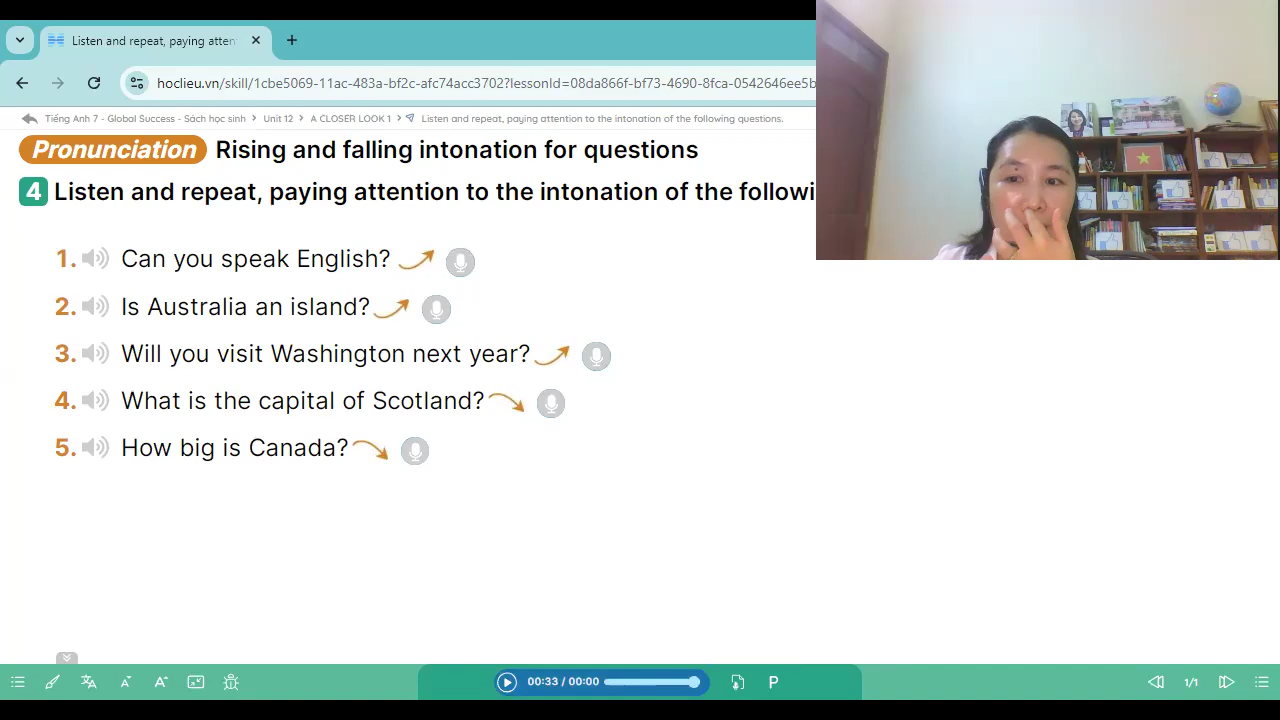 Listen and repeat, paying atten
hoclieu.vn/skill/1cbe5069-11ac-483a-bf2c-afc74acc3702?lessonId=08da866f-bf73-4690-8fca-0542646ee5b
Tiếng Anh 7 - Global Success - Sách học sinh > Unit 12 > A CLOSER LOOK 1 > Listen and repeat, paying attention to the intonation of the following questions.
Pronunciation Rising and falling intonation for questions
4 Listen and repeat, paying attention to the intonation of the followi
1. Can you speak English?
2. Is Australia an island?
3. Will you visit Washington next year?
4. What is the capital of Scotland?
5. How big is Canada?
00:33 / 00:00
P
1/1